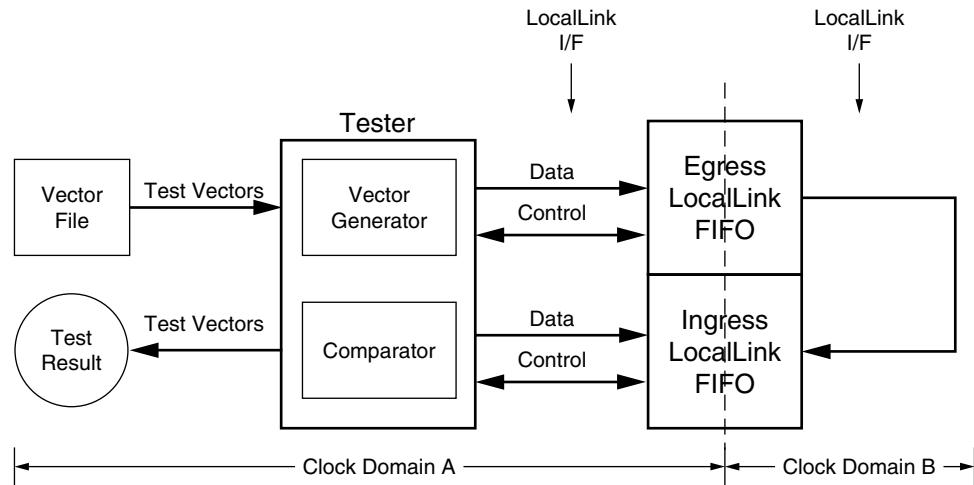 LocalLink
I/F
LocalLink
I/F
Tester
Vector
File
Test Vectors
Vector
Generator
Data
Control
Egress
LocalLink
FIFO
Test
Result
Test Vectors
Comparator
Data
Control
Ingress
LocalLink
FIFO
Clock Domain A
Clock Domain B